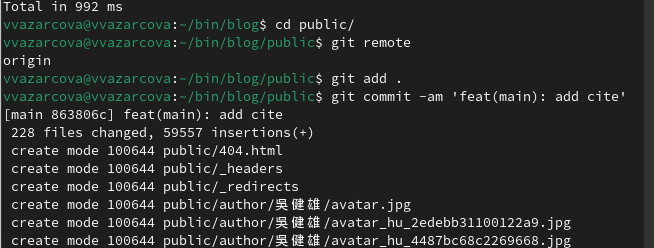 Total in 992 ms
vvazarcova@vvazarcova:~/bin/blog$ cd public/
vvazarcova@vvazarcova:~/bin/blog/public$ git remote
origin
vvazarcova@vvazarcova:~/bin/blog/public$ git add .
vvazarcova@vvazarcova:~/bin/blog/public$ git commit -am 'feat(main): add cite'
[main 863806c] feat(main): add cite
 228 files changed, 59557 insertions(+)
 create mode 100644 public/404.html
 create mode 100644 public/_headers
 create mode 100644 public/_redirects
 create mode 100644 public/author/吳健雄/avatar.jpg
 create mode 100644 public/author/吳健雄/avatar_hu_2edebb31100122a9.jpg
 create mode 100644 public/author/吳健雄/avatar_hu_4487bc68c2269668.jpg